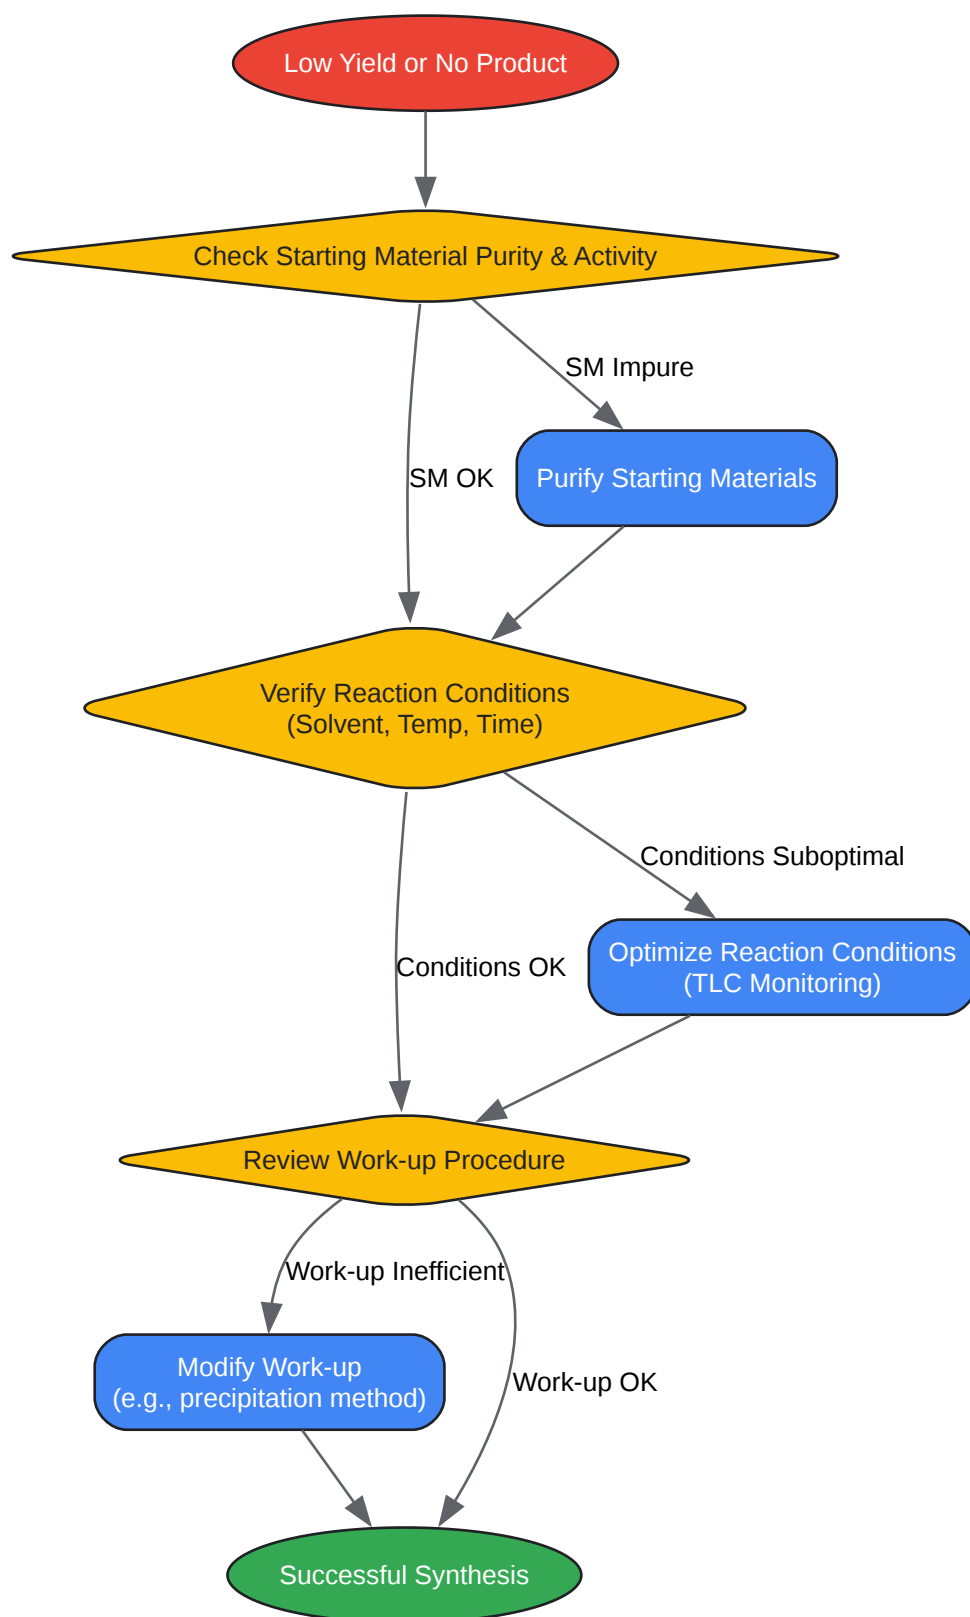 Low Yield or No Product
Check Starting Material Purity & Activity
SM Impure
SM OK
Purify Starting Materials
Verify Reaction Conditions
(Solvent, Temp, Time)
Conditions Suboptimal
Optimize Reaction Conditions
(TLC Monitoring)
Conditions OK
Review Work-up Procedure
Work-up Inefficient
Modify Work-up
(e.g., precipitation method)
Work-up OK
Successful Synthesis